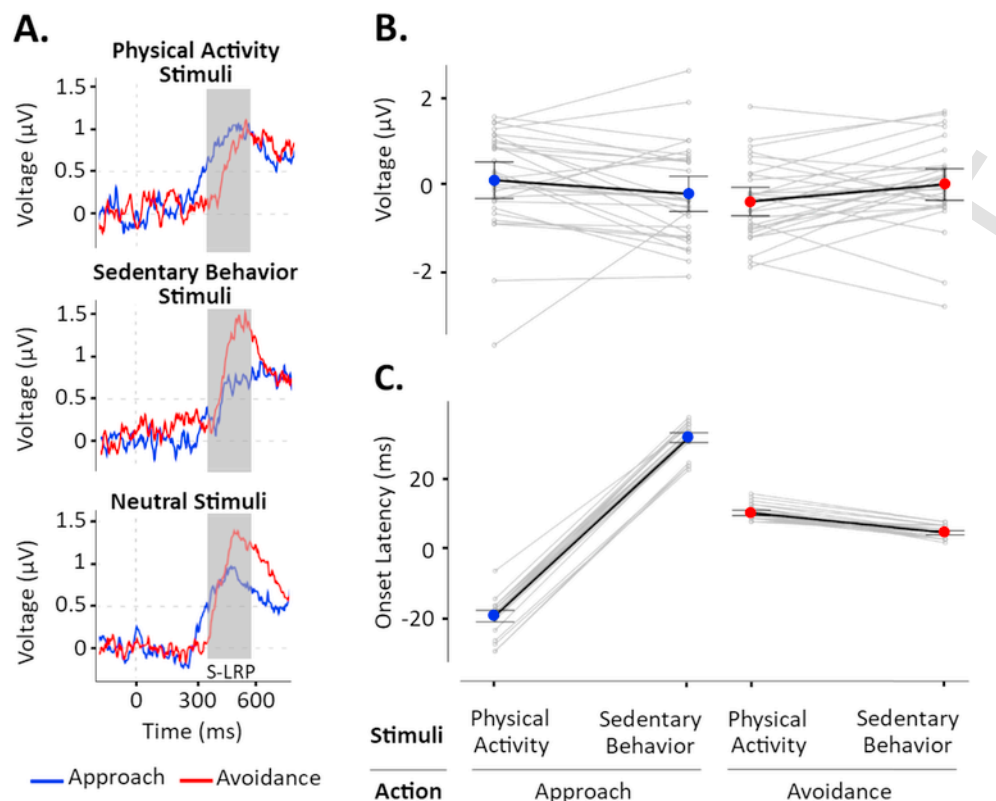 A.
Physical Activity
Stimuli
1.5
1
0.5
0
Voltage (µV)
Sedentary Behavior
Stimuli
1.5
1
0.5
0
Voltage (µV)
Neutral Stimuli
1.5
1
0.5
0
Voltage (µV)
S-LRP
0 300 600
Time (ms)
Approach Avoidance
B.
2
0
-2
Voltage (µV)
C.
20
0
-20
Onset Latency (ms)
Stimuli
Physical Sedentary Physical Sedentary
Activity Behavior Activity Behavior
Action Approach Avoidance